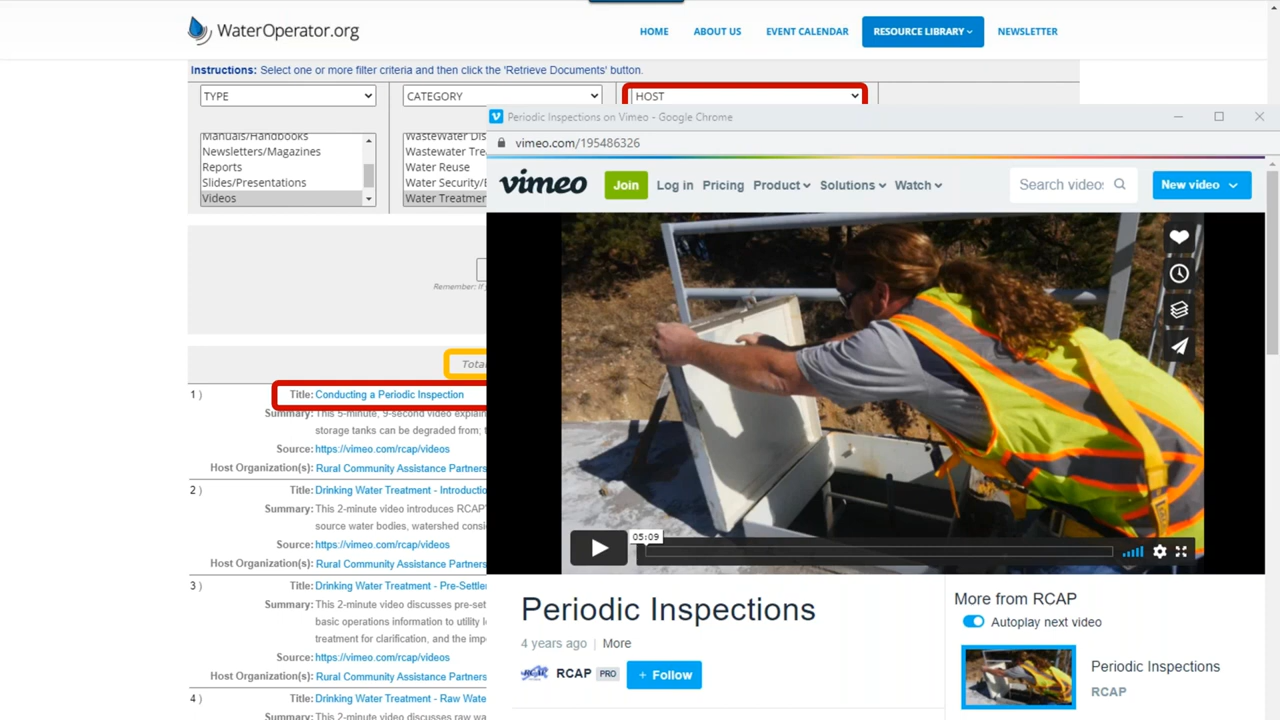 WaterOperator.org
HOME
ABOUT US
EVENT CALENDAR
RESOURCE LIBRARY
NEWSLETTER
Instructions: Select one or more filter criteria and then click the 'Retrieve Documents' button.
TYPE
CATEGORY
HOST
Manuals/Handbooks
Newsletters/Magazines
Reports
Slides/Presentations
Videos
WasteWater Dis
Wastewater Trea
Water Reuse
Water Security/E
Water Treatmen
Remember: If y
Tota
1 )
Title: Conducting a Periodic Inspection
Summary: This 5-minute, 9-second video explain
storage tanks can be degraded from; t
Source: https://vimeo.com/rcap/videos
Host Organization(s): Rural Community Assistance Partners
2 )
Title: Drinking Water Treatment - Introductio
Summary: This 2-minute video introduces RCAP'
source water bodies, watershed consi
Source: https://vimeo.com/rcap/videos
Host Organization(s): Rural Community Assistance Partners
3 )
Title: Drinking Water Treatment - Pre-Settle
Summary: This 2-minute video discusses pre-set
basic operations information to utility l
treatment for clarification, and the imp
Source: https://vimeo.com/rcap/videos
Host Organization(s): Rural Community Assistance Partners
4 )
Title: Drinking Water Treatment - Raw Wate
Summary: This 2-minute video discusses raw wa
Periodic Inspections on Vimeo - Google Chrome
vimeo.com/195486326
vimeo
Join
Log in
Pricing
Product
Solutions
Watch
Search videos
New video
05:09
Periodic Inspections
4 years ago | More
RCAP PRO
+ Follow
More from RCAP
Autoplay next video
Periodic Inspections
RCAP